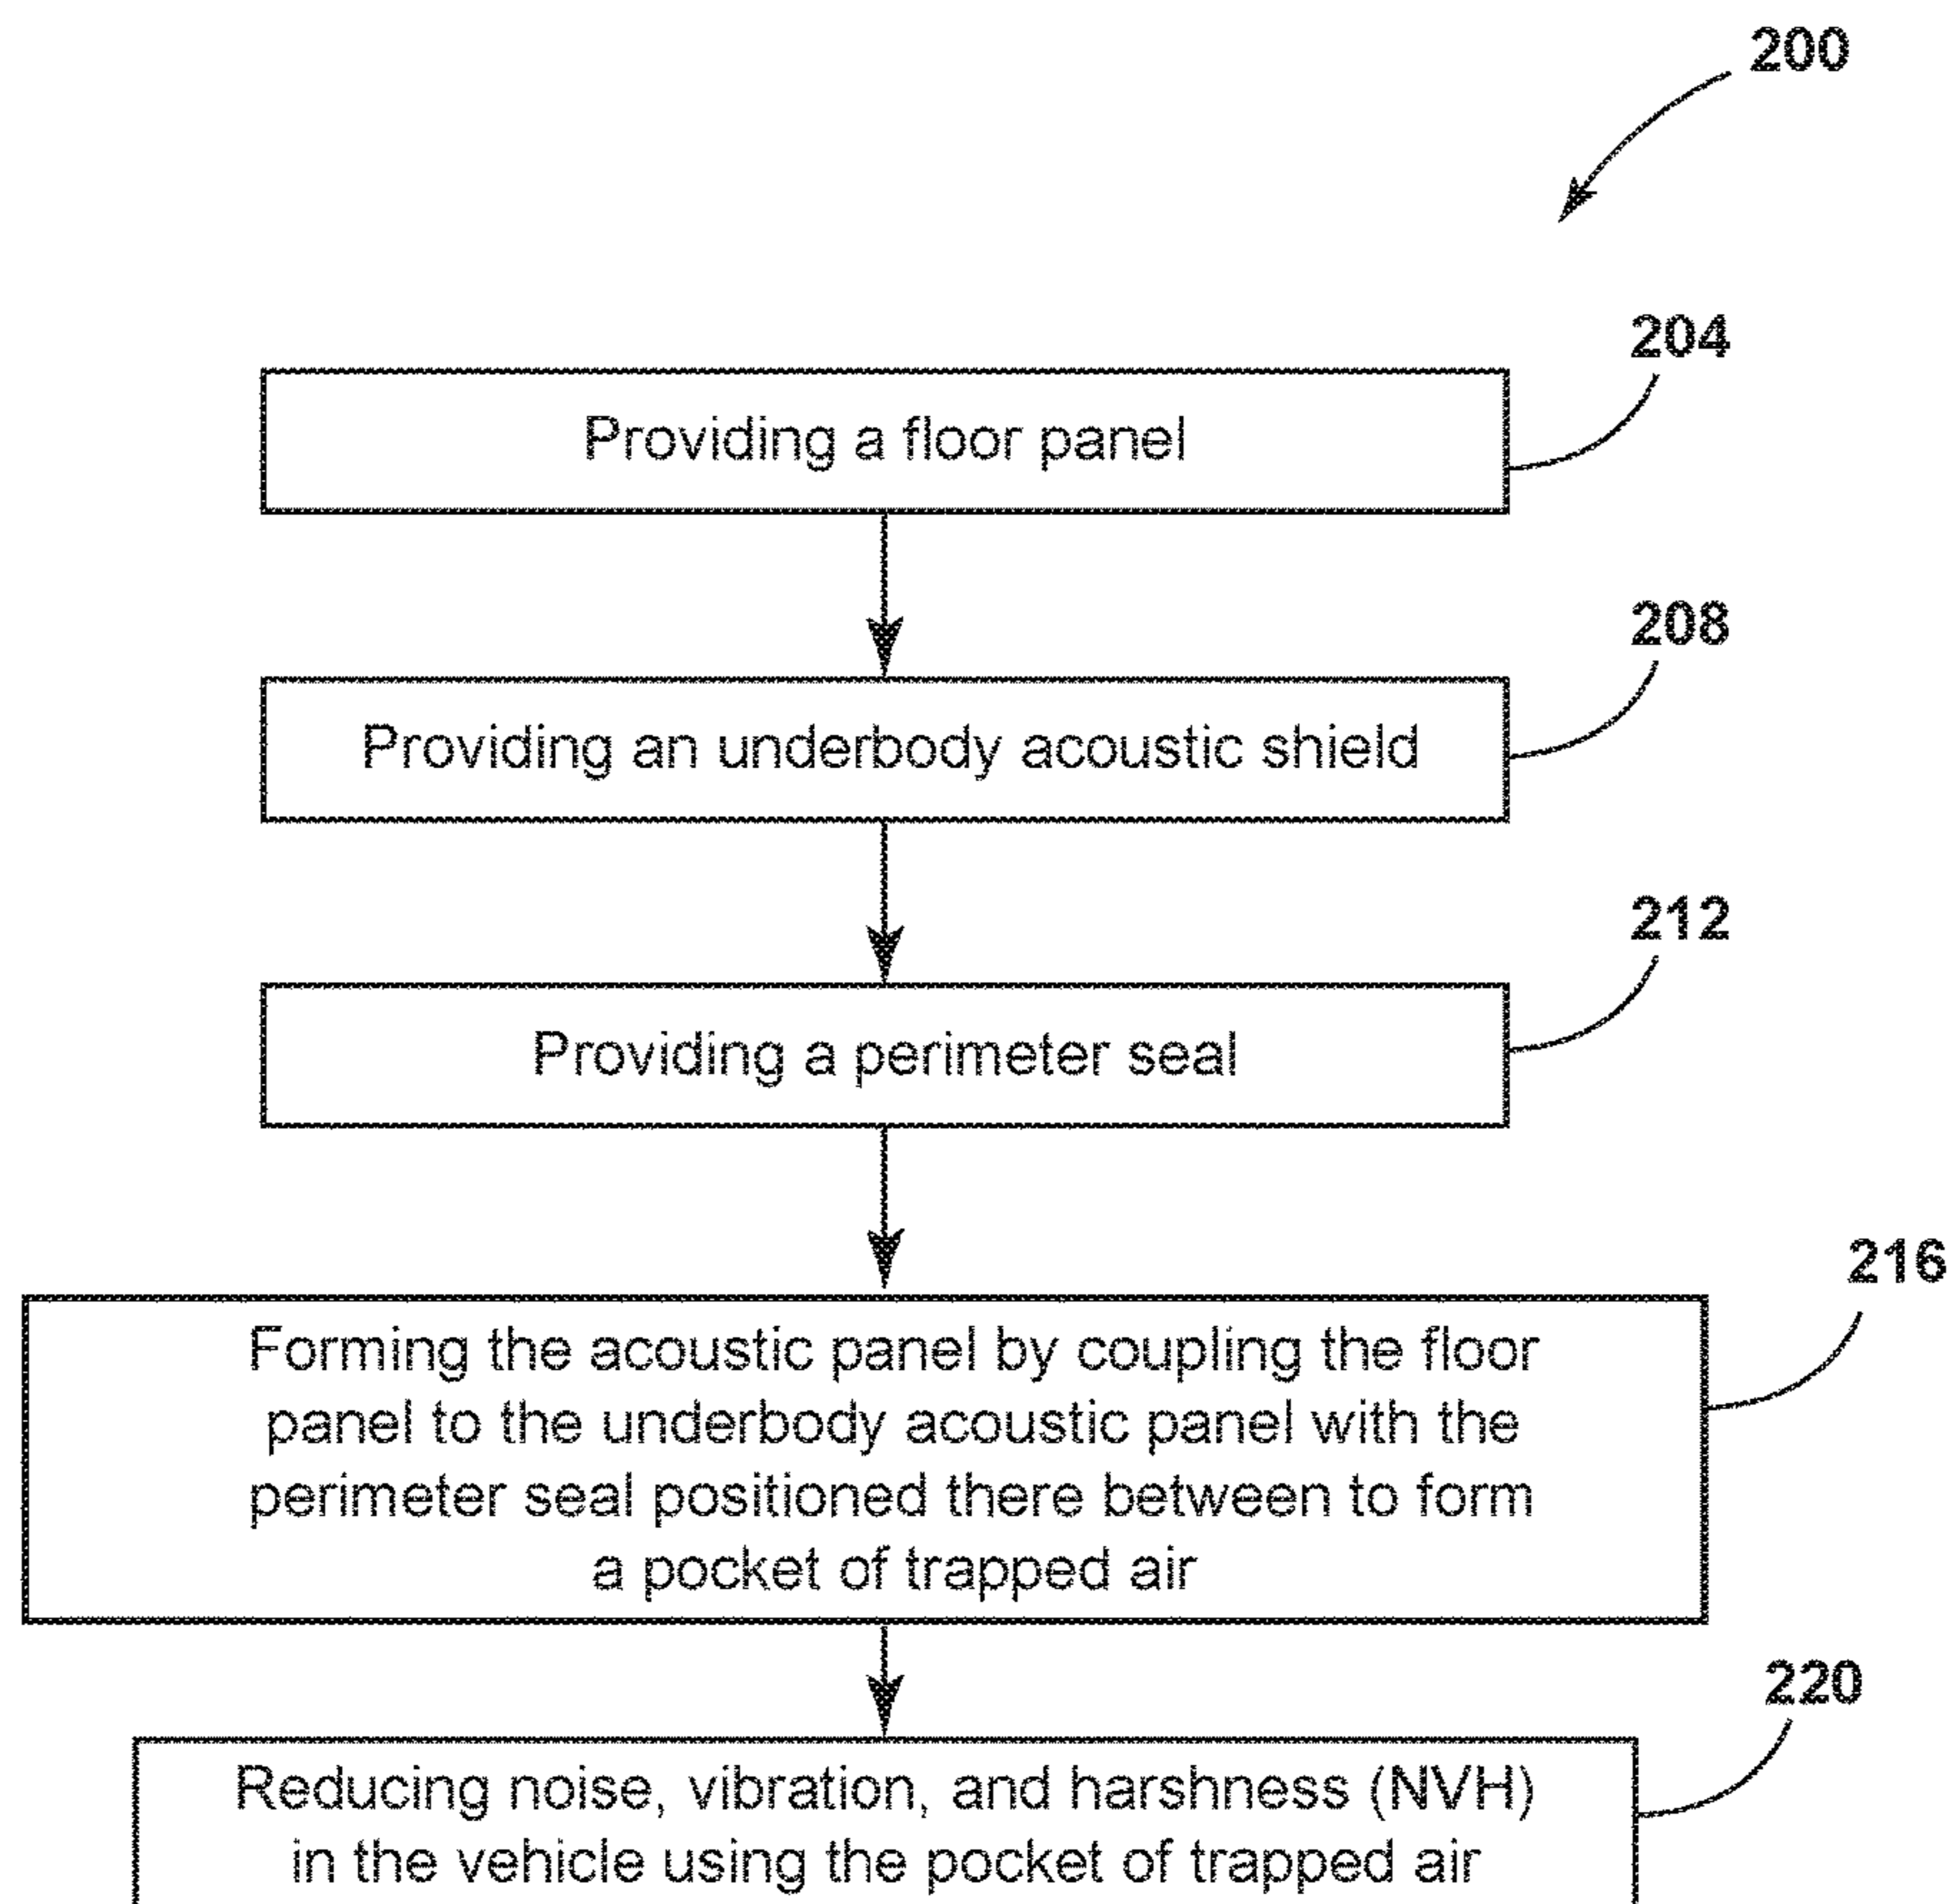 200
204
Providing a floor panel
208
Providing an underbody acoustic shield
212
Providing a perimeter seal
216
Forming the acoustic panel by coupling the floor
panel to the underbody acoustic panel with the
perimeter seal positioned there between to form
a pocket of trapped air
220
Reducing noise, vibration, and harshness (NVH)
in the vehicle using the pocket of trapped air